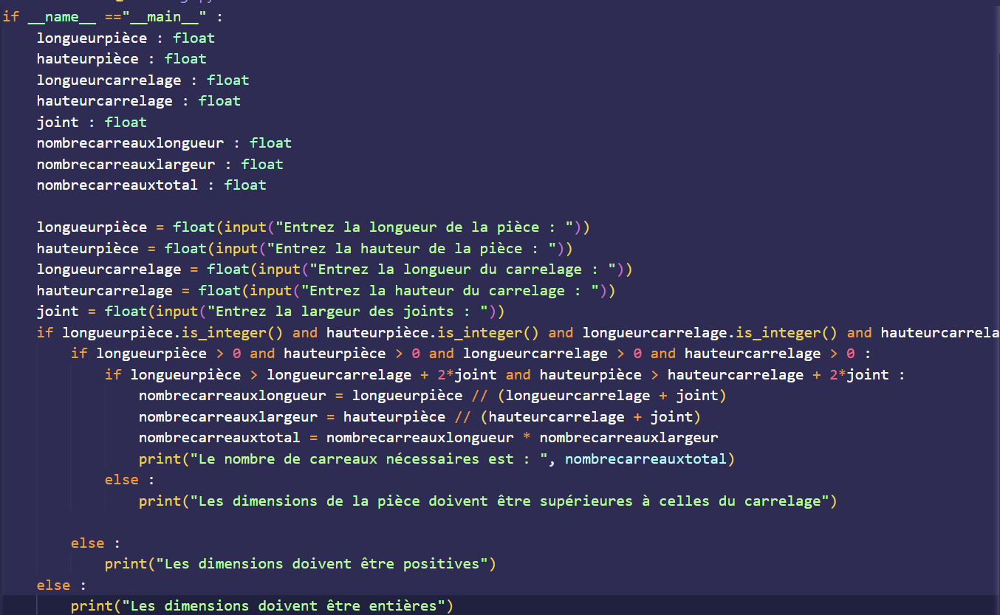 if __name__ =="__main__" :
    longueurpièce : float
    hauteurpièce : float
    longueurcarrelage : float
    hauteurcarrelage : float
    joint : float
    nombrecarreauxlongueur : float
    nombrecarreauxlargeur : float
    nombrecarreauxtotal : float

    longueurpièce = float(input("Entrez la longueur de la pièce : "))
    hauteurpièce = float(input("Entrez la hauteur de la pièce : "))
    longueurcarrelage = float(input("Entrez la longueur du carrelage : "))
    hauteurcarrelage = float(input("Entrez la hauteur du carrelage : "))
    joint = float(input("Entrez la largeur des joints : "))
    if longueurpièce.is_integer() and hauteurpièce.is_integer() and longueurcarrelage.is_integer() and hauteurcarrela
        if longueurpièce > 0 and hauteurpièce > 0 and longueurcarrelage > 0 and hauteurcarrelage > 0 :
            if longueurpièce > longueurcarrelage + 2*joint and hauteurpièce > hauteurcarrelage + 2*joint :
                nombrecarreauxlongueur = longueurpièce // (longueurcarrelage + joint)
                nombrecarreauxlargeur = hauteurpièce // (hauteurcarrelage + joint)
                nombrecarreauxtotal = nombrecarreauxlongueur * nombrecarreauxlargeur
                print("Le nombre de carreaux nécessaires est : ", nombrecarreauxtotal)
            else :
                print("Les dimensions de la pièce doivent être supérieures à celles du carrelage")

        else :
            print("Les dimensions doivent être positives")
    else :
        print("Les dimensions doivent être entières")